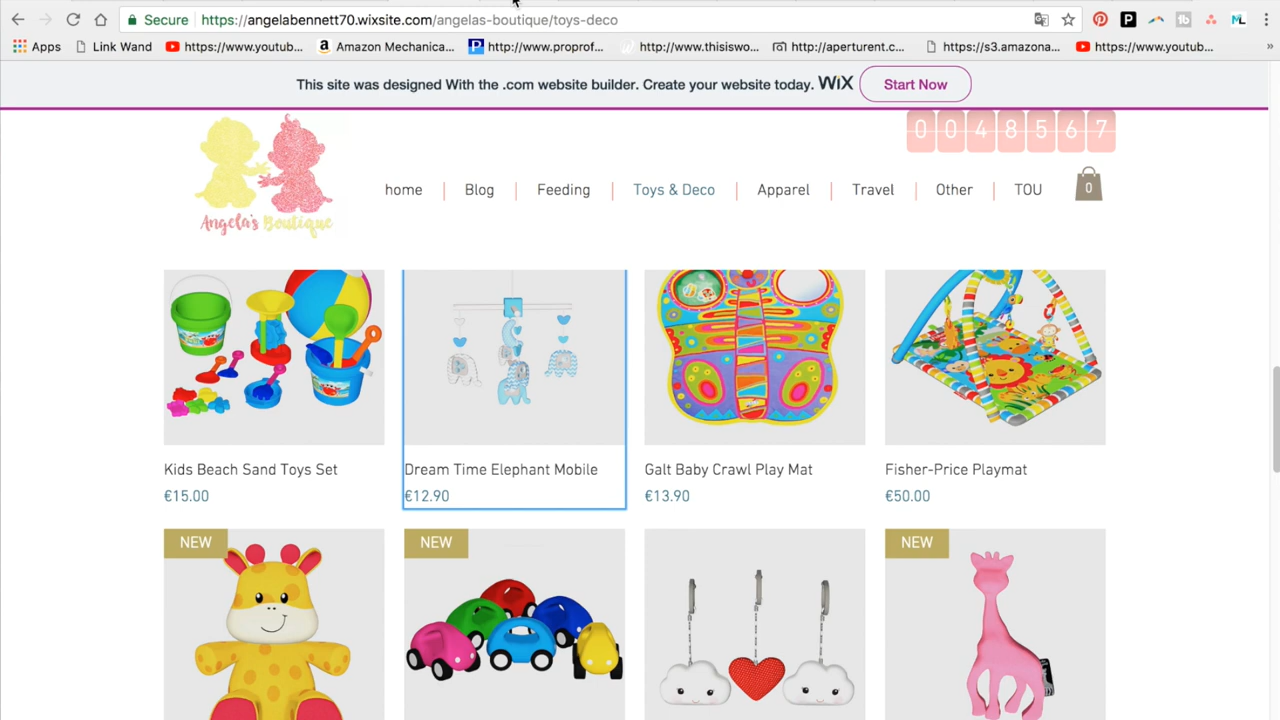 Secure https://angelabennett70.wixsite.com/angelas-boutique/toys-deco
Apps Link Wand https://www.youtub... Amazon Mechanica... http://www.proprof... http://www.thisiswo... http://aperturent.c... https://s3.amazona... https://www.youtub... »
This site was designed With the .com website builder. Create your website today. WiX Start Now
0 0 4 8 5 6 7
home Blog Feeding Toys & Deco Apparel Travel Other TOU 0
Angela's Boutique
Kids Beach Sand Toys Set Dream Time Elephant Mobile Galt Baby Crawl Play Mat Fisher-Price Playmat
€15.00 €12.90 €13.90 €50.00
NEW NEW NEW